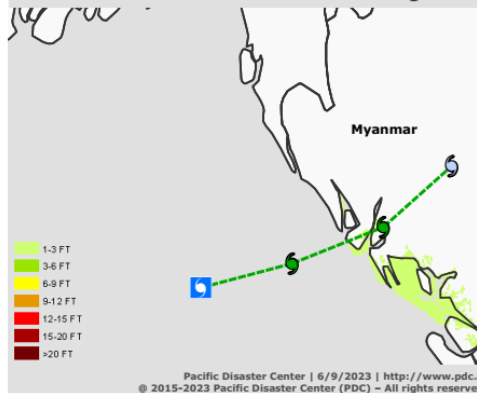 Myanmar
1-3 FT
3-6 FT
6-9 FT
9-12 FT
12-15 FT
15-20 FT
>20 FT
Pacific Disaster Center | 6/9/2023 | http://www.pdc.
@ 2015-2023 Pacific Disaster Center (PDC) – All rights reserve